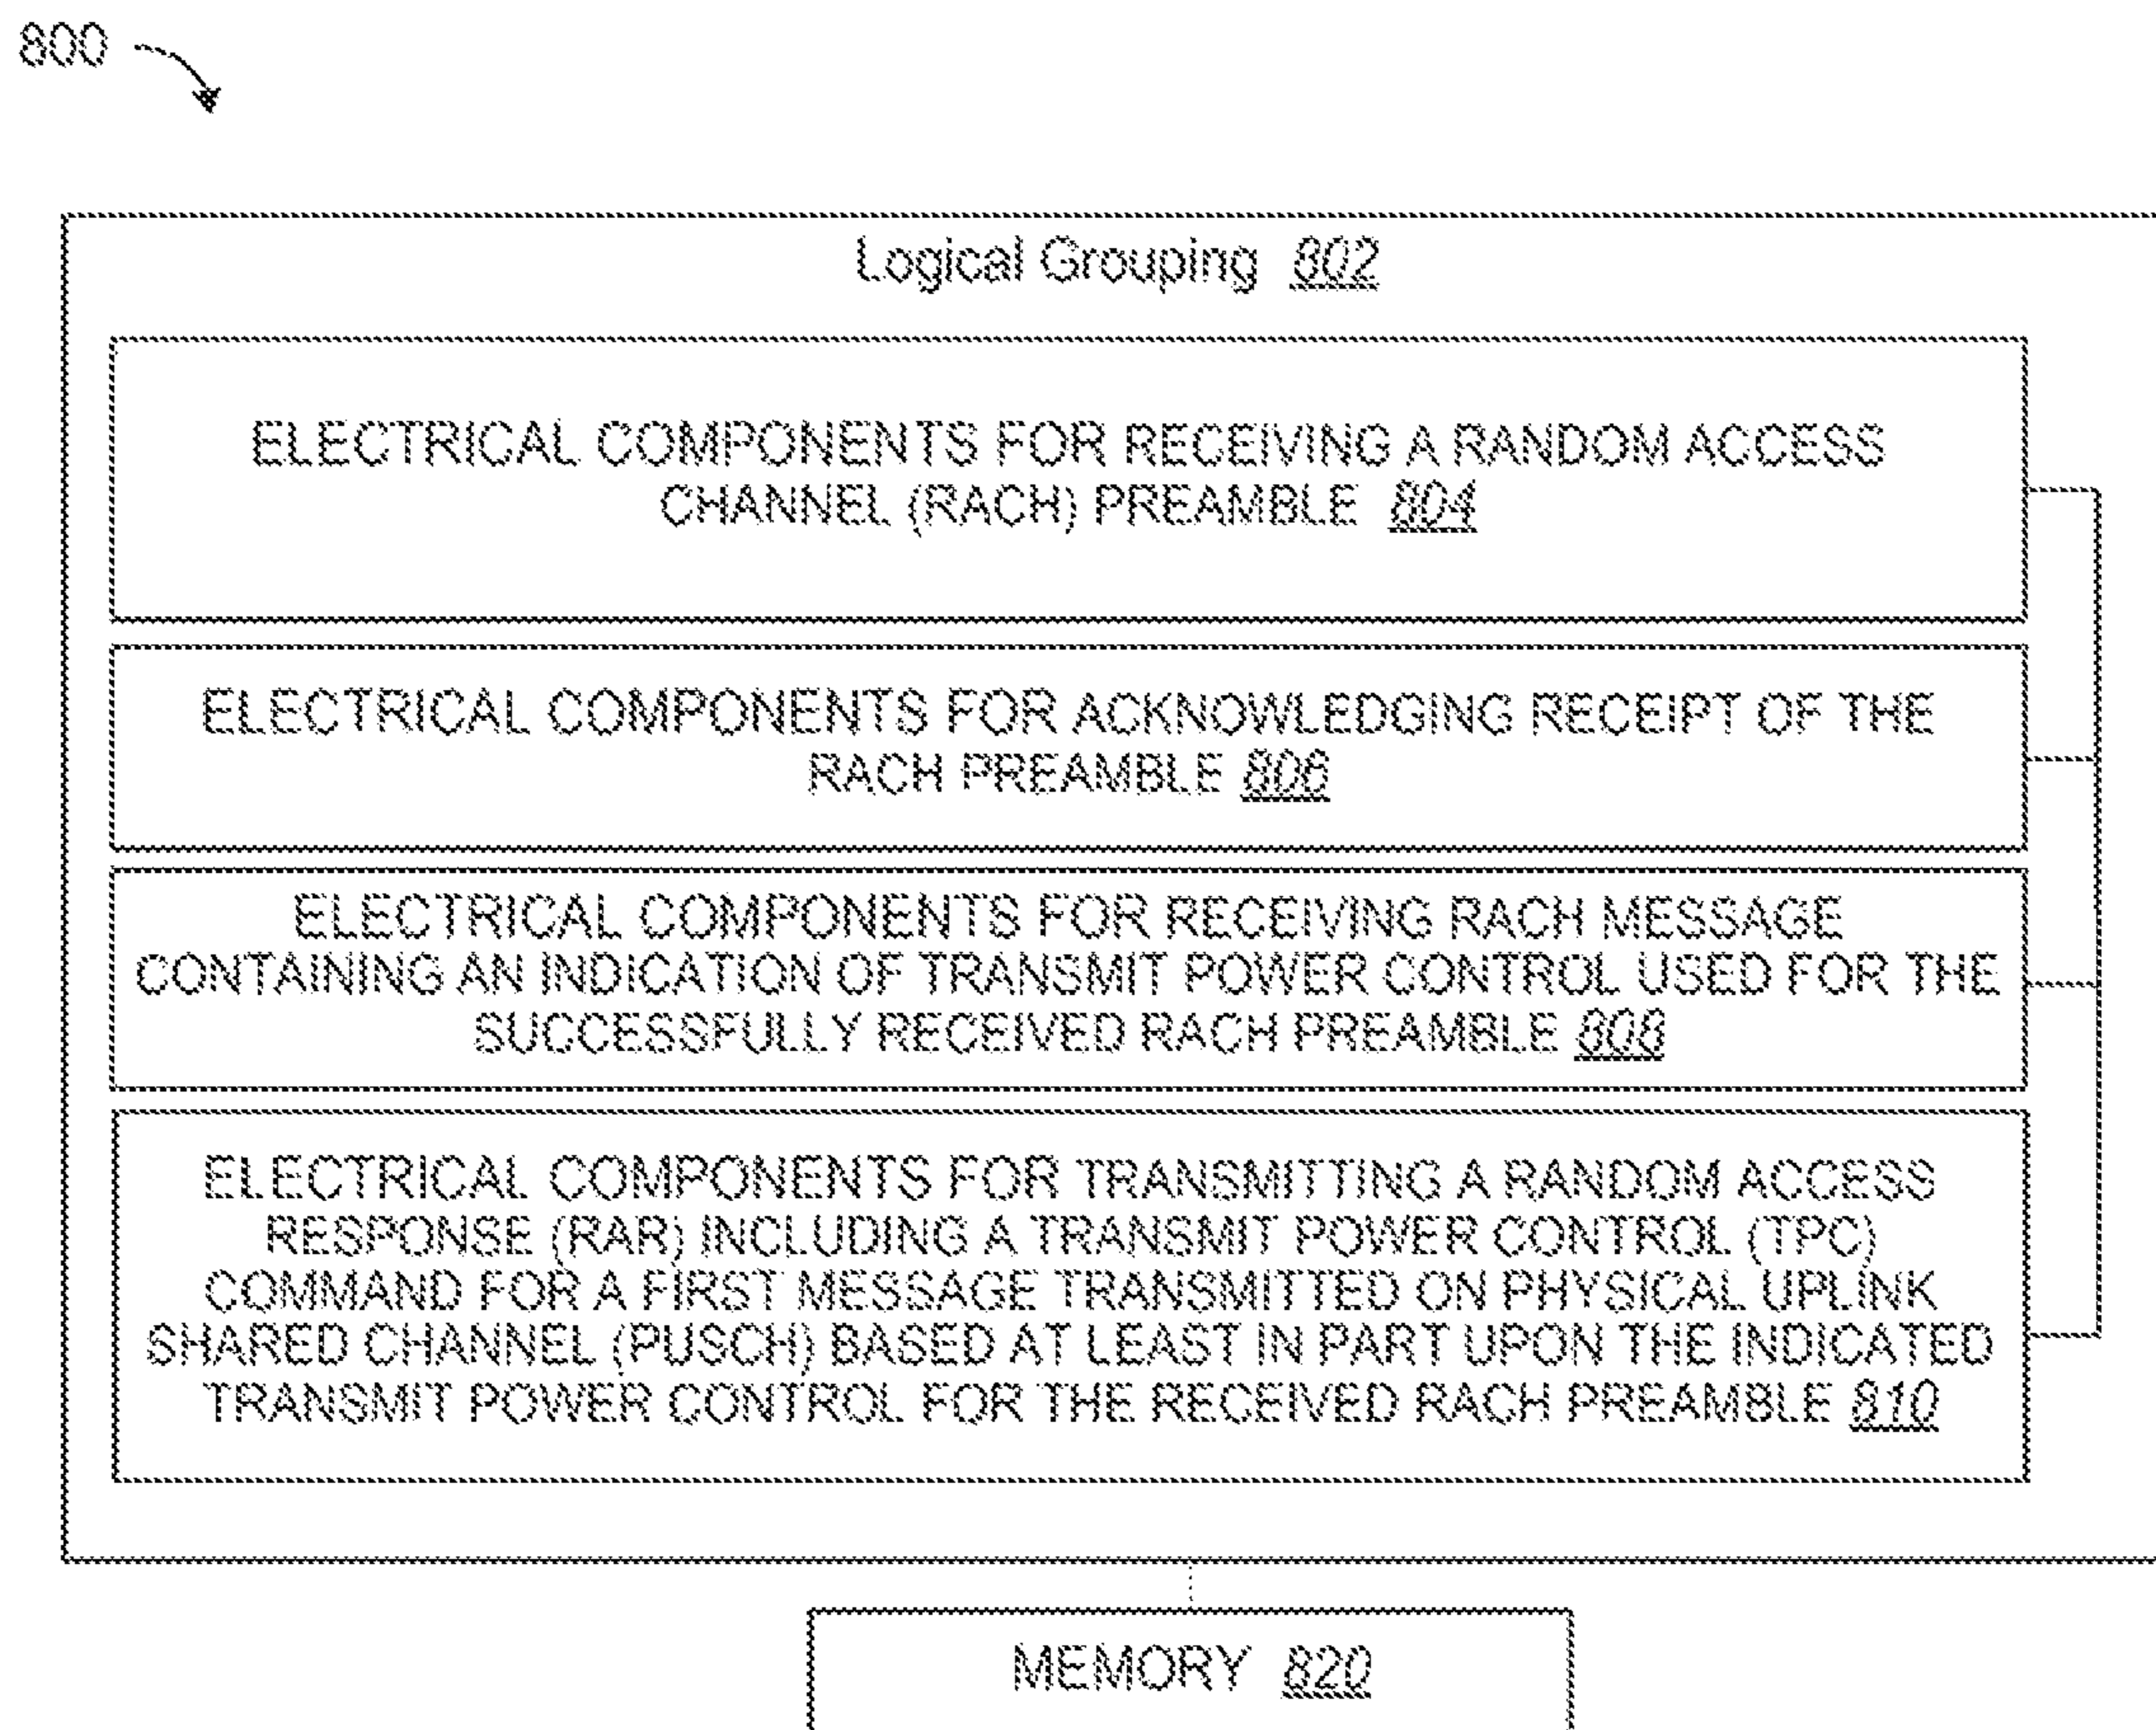 800
Logical Grouping 802
ELECTRICAL COMPONENTS FOR RECEIVING A RANDOM ACCESS
CHANNEL (RACH) PREAMBLE 804
ELECTRICAL COMPONENTS FOR ACKNOWLEDGING RECEIPT OF THE
RACH PREAMBLE 806
ELECTRICAL COMPONENTS FOR RECEIVING RACH MESSAGE
CONTAINING AN INDICATION OF TRANSMIT POWER CONTROL USED FOR THE
SUCCESSFULLY RECEIVED RACH PREAMBLE 808
ELECTRICAL COMPONENTS FOR TRANSMITTING A RANDOM ACCESS
RESPONSE (RAR) INCLUDING A TRANSMIT POWER CONTROL (TPC)
COMMAND FOR A FIRST MESSAGE TRANSMITTED ON PHYSICAL UPLINK
SHARED CHANNEL (PUSCH) BASED AT LEAST IN PART UPON THE INDICATED
TRANSMIT POWER CONTROL FOR THE RECEIVED RACH PREAMBLE 810
MEMORY 820